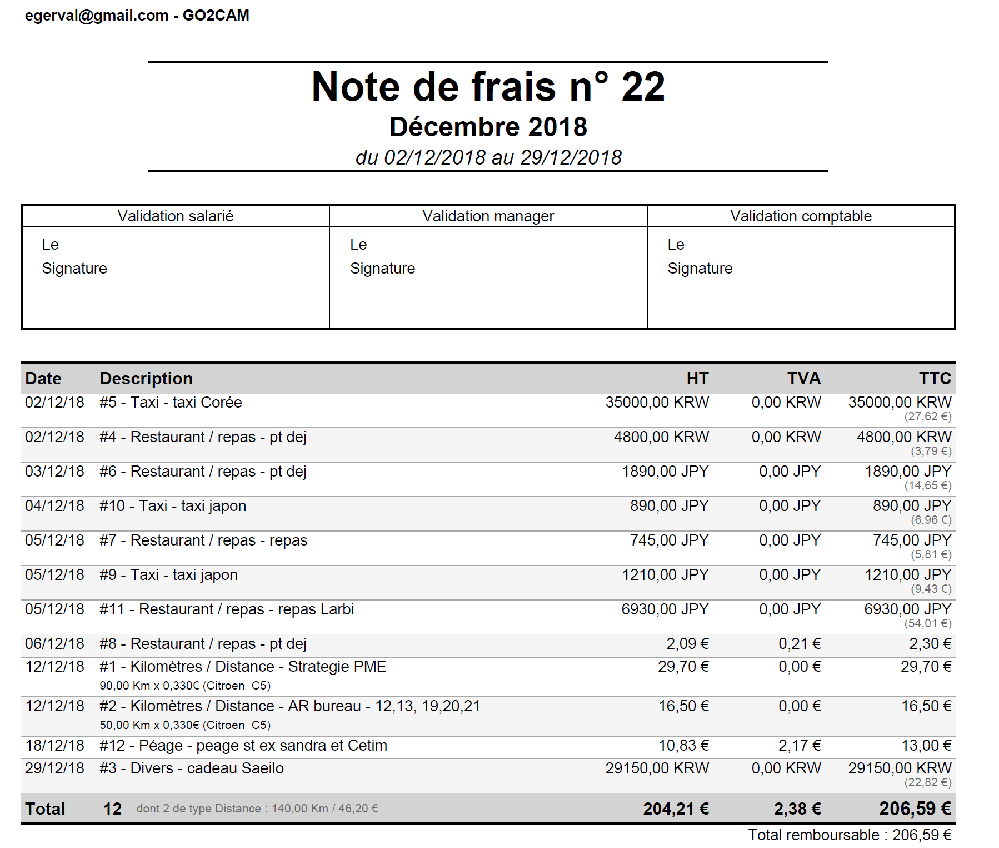 egerval@gmail.com - GO2CAM
Note de frais n° 22
Décembre 2018
du 02/12/2018 au 29/12/2018
Validation salarié Validation manager Validation comptable
Le Le Le
Signature Signature Signature
Date Description HT TVA TTC
02/12/18 #5 - Taxi - taxi Corée 35000,00 KRW 0,00 KRW 35000,00 KRW
(27,62 €)
02/12/18 #4 - Restaurant / repas - pt dej 4800,00 KRW 0,00 KRW 4800,00 KRW
(3,79 €)
03/12/18 #6 - Restaurant / repas - pt dej 1890,00 JPY 0,00 JPY 1890,00 JPY
(14,65 €)
04/12/18 #10 - Taxi - taxi japon 890,00 JPY 0,00 JPY 890,00 JPY
(6,96 €)
05/12/18 #7 - Restaurant / repas - repas 745,00 JPY 0,00 JPY 745,00 JPY
(5,81 €)
05/12/18 #9 - Taxi - taxi japon 1210,00 JPY 0,00 JPY 1210,00 JPY
(9,43 €)
05/12/18 #11 - Restaurant / repas - repas Larbi 6930,00 JPY 0,00 JPY 6930,00 JPY
(54,01 €)
06/12/18 #8 - Restaurant / repas - pt dej 2,09 € 0,21 € 2,30 €
12/12/18 #1 - Kilomètres / Distance - Strategie PME 29,70 € 0,00 € 29,70 €
90,00 Km x 0,330€ (Citroen  C5)
12/12/18 #2 - Kilomètres / Distance - AR bureau - 12,13, 19,20,21 16,50 € 0,00 € 16,50 €
50,00 Km x 0,330€ (Citroen  C5)
18/12/18 #12 - Péage - peage st ex sandra et Cetim 10,83 € 2,17 € 13,00 €
29/12/18 #3 - Divers - cadeau Saeilo 29150,00 KRW 0,00 KRW 29150,00 KRW
(22,82 €)
Total 12 dont 2 de type Distance : 140,00 Km / 46,20 € 204,21 € 2,38 € 206,59 €
Total remboursable : 206,59 €